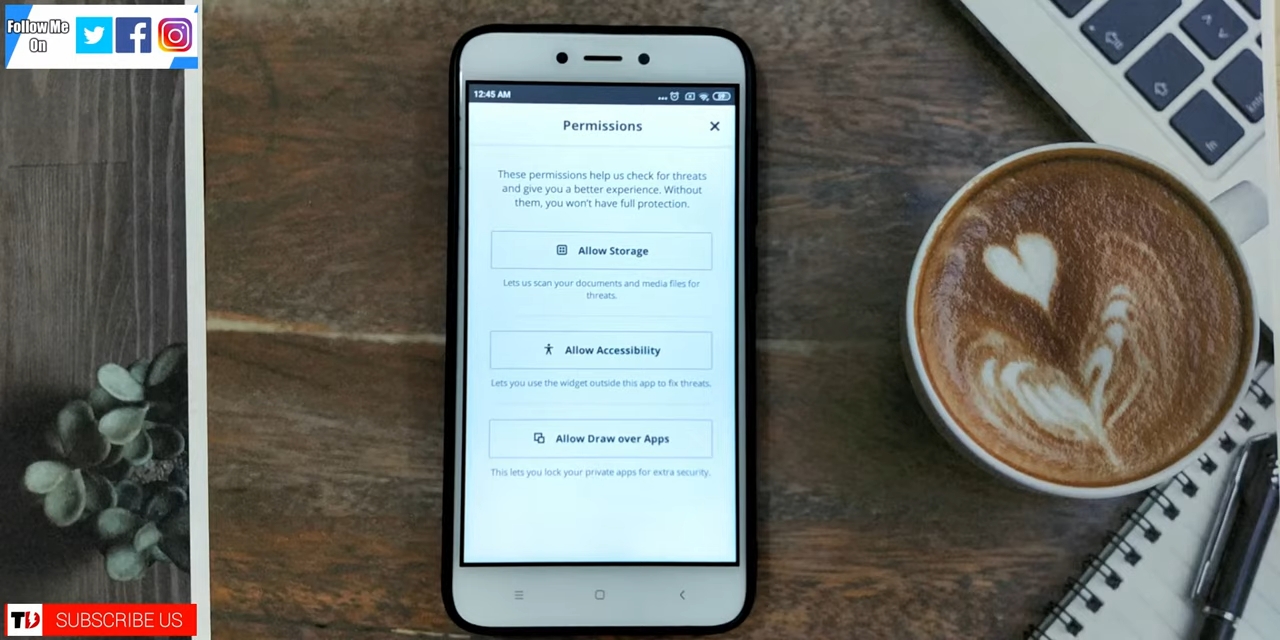 Follow Me
On
12:45 AM
Permissions
These permissions help us check for threats
and give you a better experience. Without
them, you won't have full protection.
Allow Storage
Lets us scan your documents and media files for
threats.
Allow Accessibility
Lets you use the widget outside this app to fix threats.
Allow Draw over Apps
This lets you lock your private apps for extra security.
fn
SUBSCRIBE US